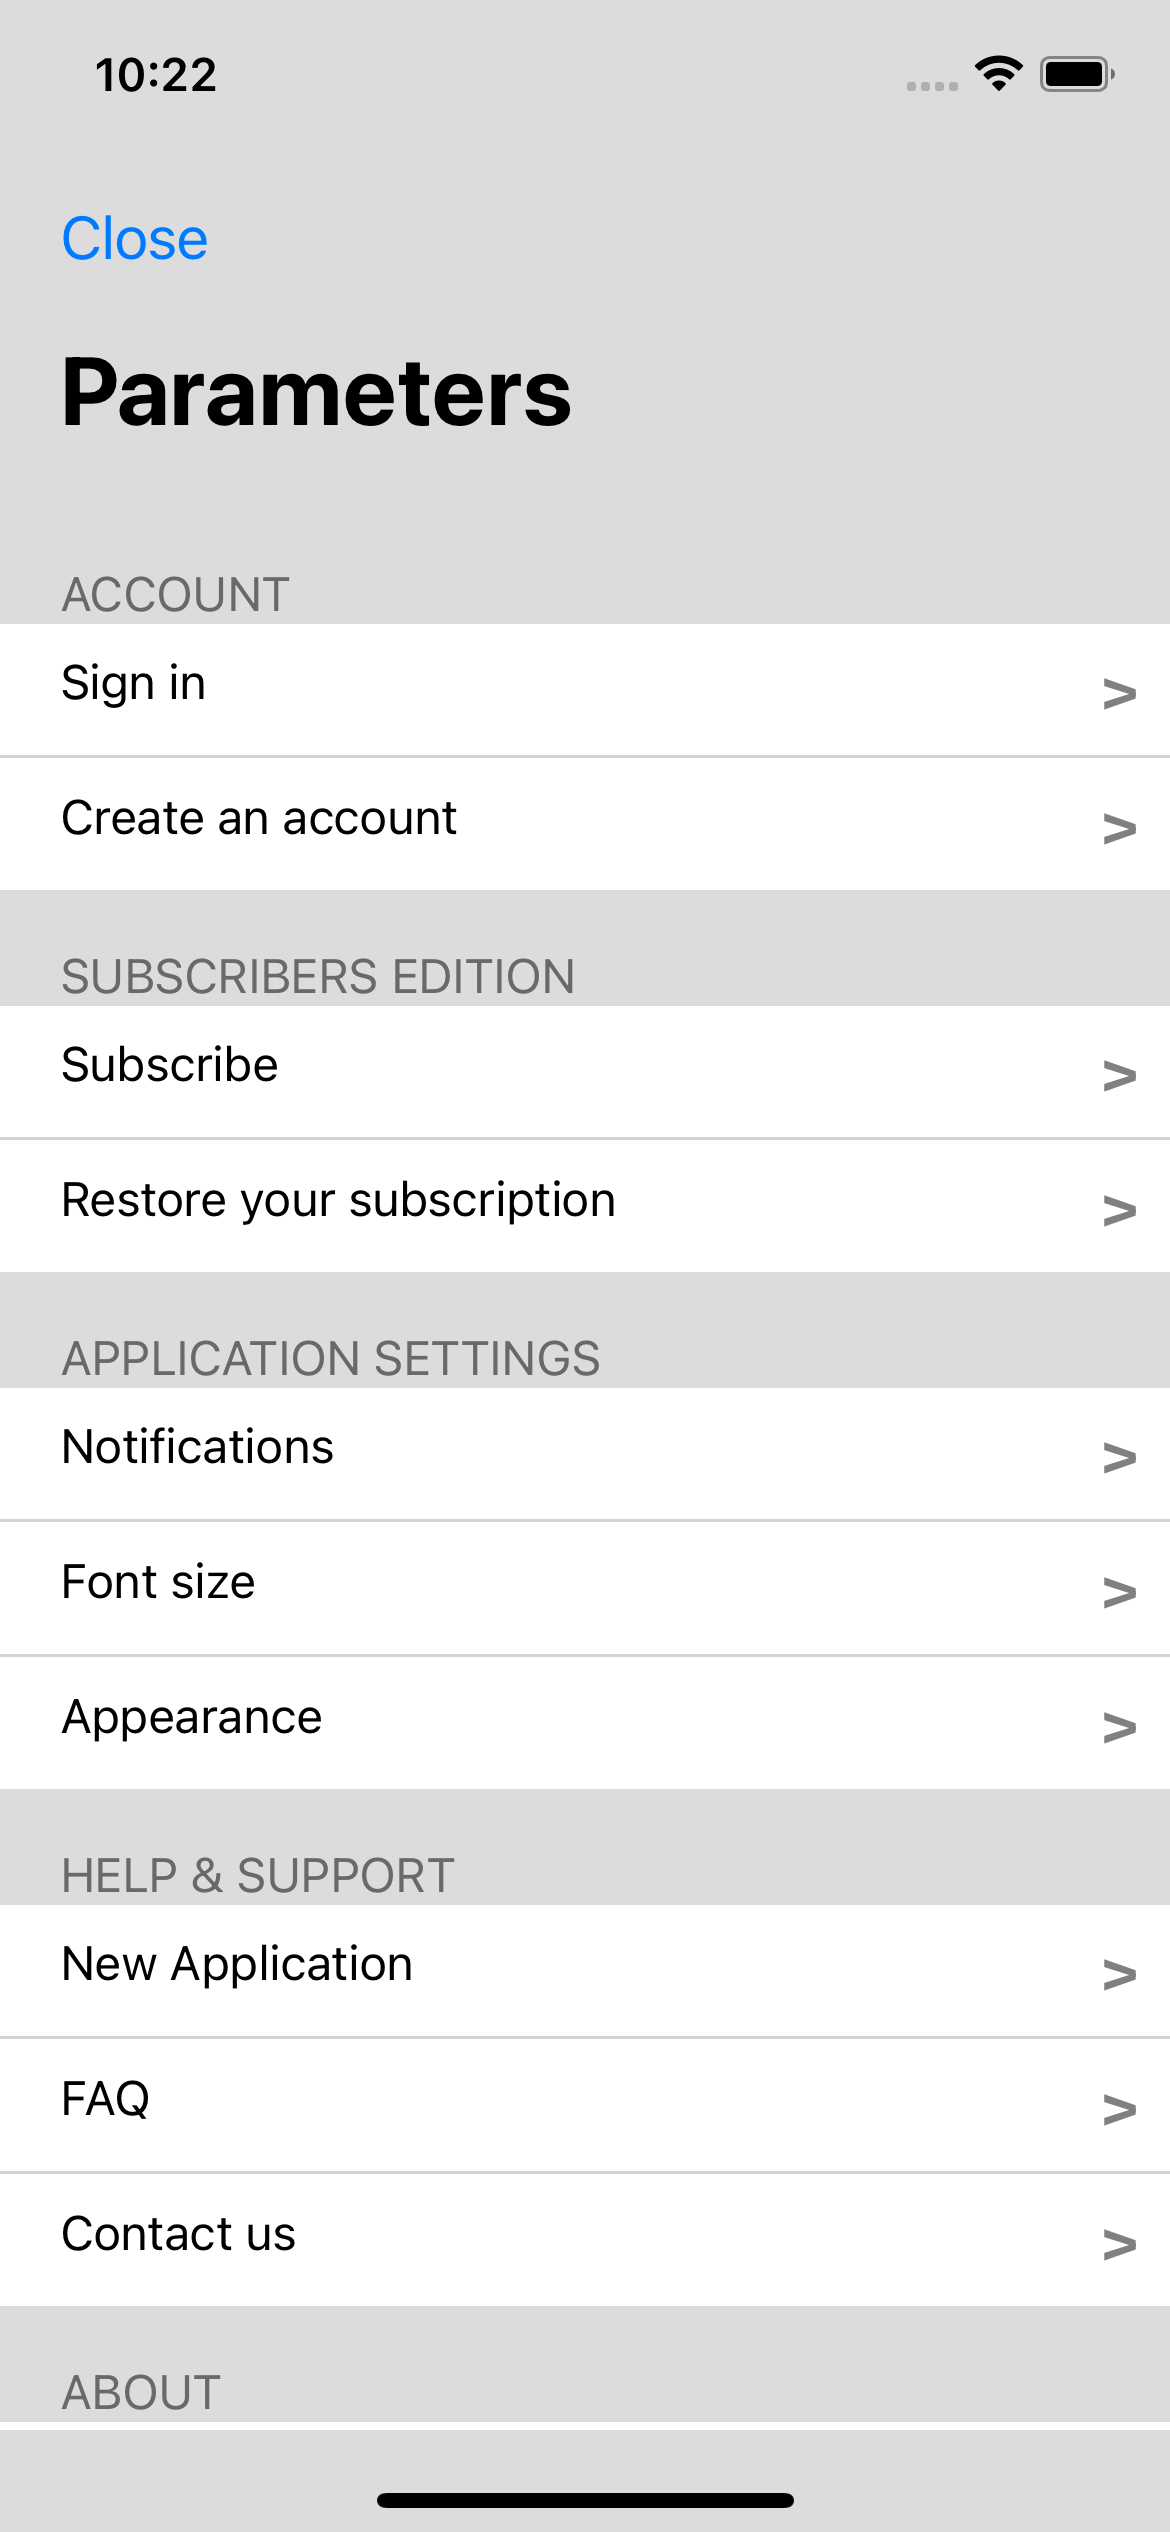 10:22
Close
Parameters
ACCOUNT
Sign in >
Create an account >
SUBSCRIBERS EDITION
Subscribe >
Restore your subscription >
APPLICATION SETTINGS
Notifications >
Font size >
Appearance >
HELP & SUPPORT
New Application >
FAQ >
Contact us >
ABOUT